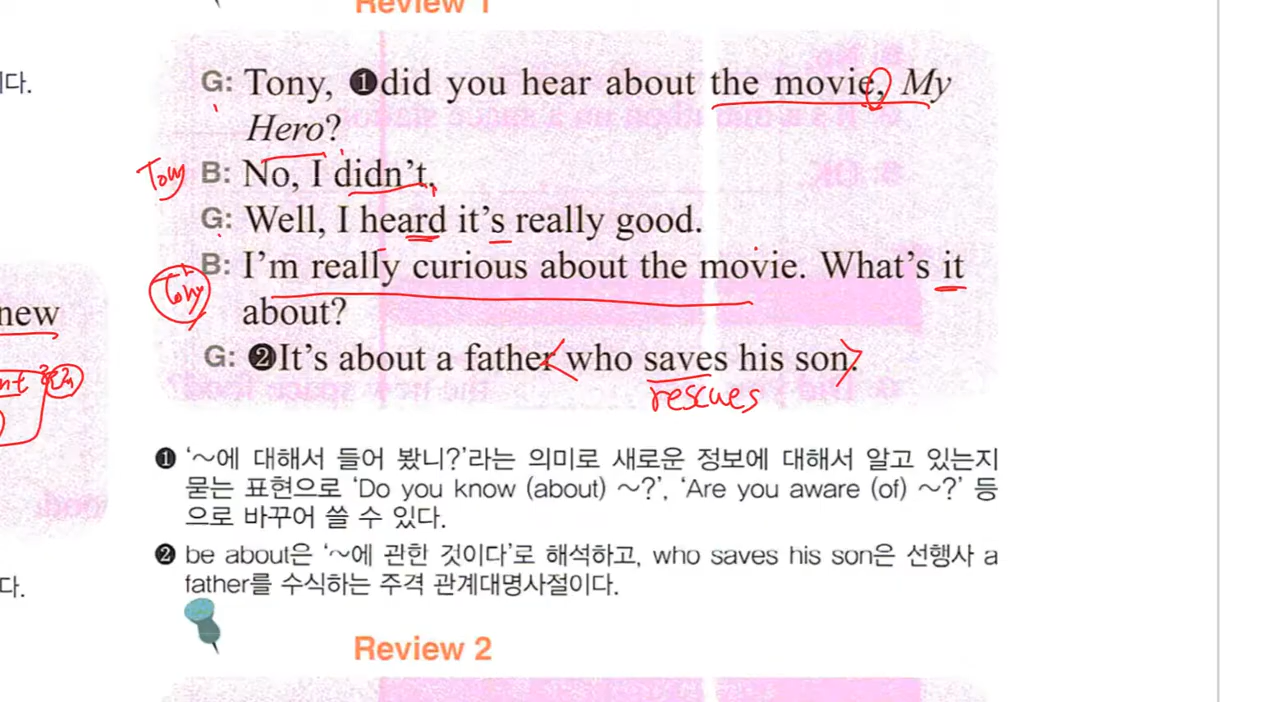 Review 1
이다.
G: Tony, ❶did you hear about the movie, My
Hero?
Tony B: No, I didn't.
G: Well, I heard it's really good.
Tony B: I'm really curious about the movie. What's it
about?
G: ❷It's about a father who saves his son.
rescues
new
❶ '~에 대해서 들어 봤니?'라는 의미로 새로운 정보에 대해서 알고 있는지
묻는 표현으로 'Do you know (about) ~?', 'Are you aware (of) ~?' 등
으로 바꾸어 쓸 수 있다.
❷ be about은 '~에 관한 것이다'로 해석하고, who saves his son은 선행사 a
father를 수식하는 주격 관계대명사절이다.
다.
Review 2